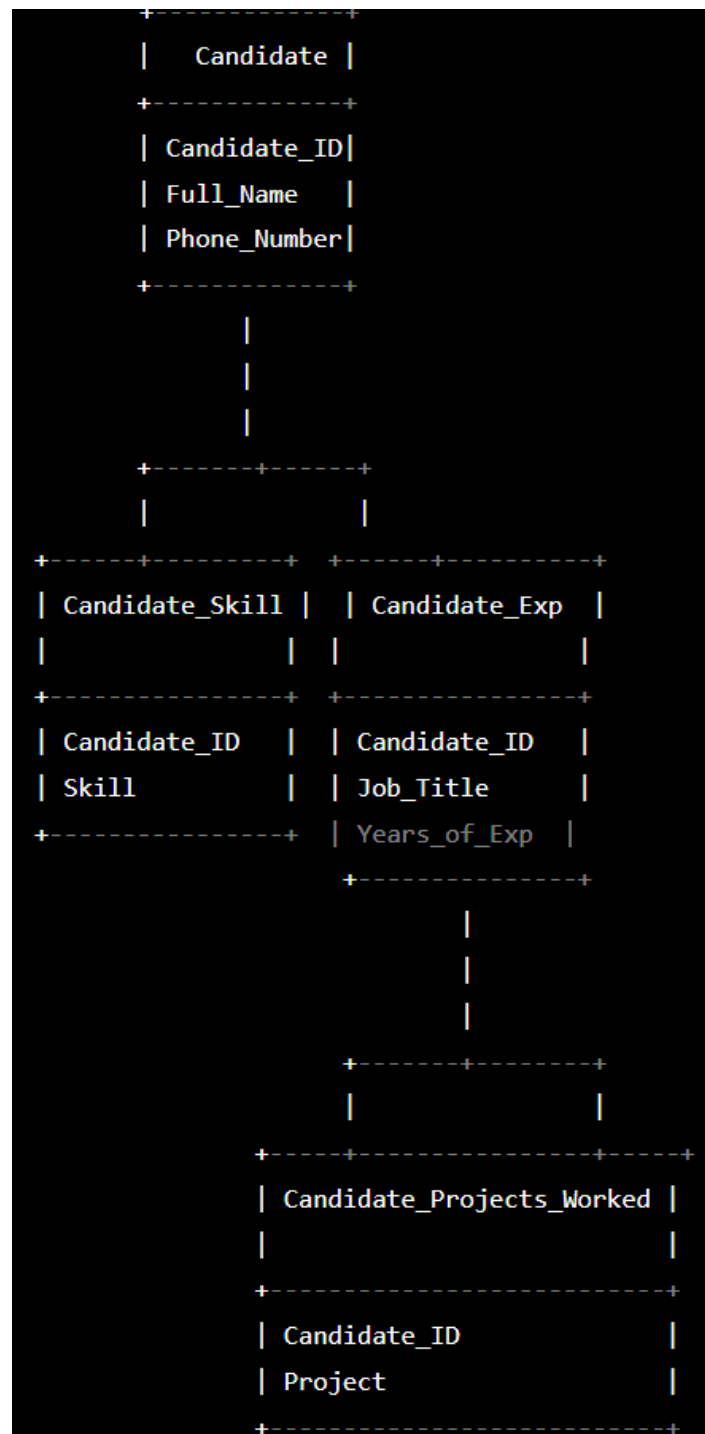 +-------------+
|   Candidate |
+-------------+
| Candidate_ID|
| Full_Name   |
| Phone_Number|
+-------------+
       |
       |
       |
+-------+------+
|              |
+------+---------+  +------+----------+
| Candidate_Skill |  | Candidate_Exp  |
|                |  |                |
+----------------+  +----------------+
| Candidate_ID   |  | Candidate_ID   |
| Skill          |  | Job_Title      |
+----------------+  | Years_of_Exp  |
+---------------+
        |
        |
        |
+-------+--------+
|                |
+-----+----------------+-----+
| Candidate_Projects_Worked |
|                           |
+---------------------------+
| Candidate_ID              |
| Project                   |
+---------------------------+